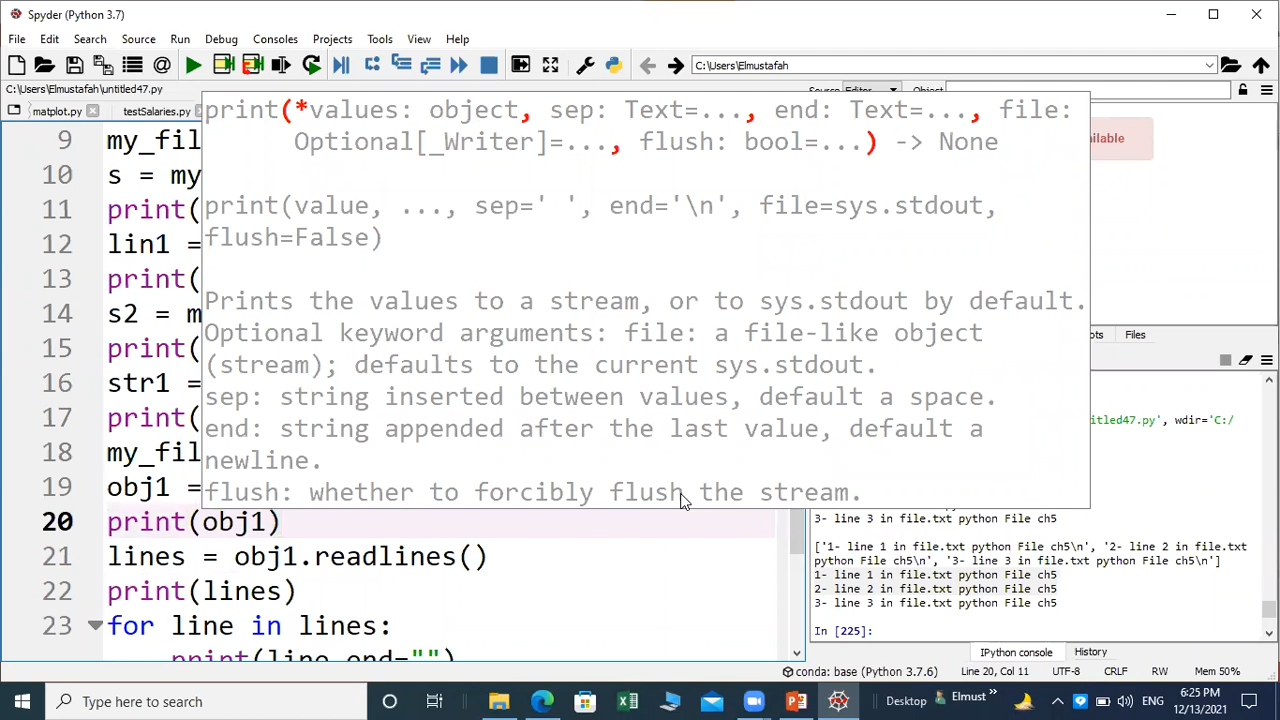 Spyder (Python 3.7)
File Edit Search Source Run Debug Consoles Projects Tools View Help
C:\Users\Elmustafah
C:\Users\Elmustafah\untitled47.py
Source Editor Object
matplot.py testSalaries.py
print(*values: object, sep: Text=..., end: Text=..., file:
Optional[_Writer]=..., flush: bool=...) -> None
print(value, ..., sep=' ', end='\n', file=sys.stdout,
flush=False)
Prints the values to a stream, or to sys.stdout by default.
Optional keyword arguments: file: a file-like object
(stream); defaults to the current sys.stdout.
sep: string inserted between values, default a space.
end: string appended after the last value, default a
newline.
flush: whether to forcibly flush the stream.
9 my_fil
10 s = my
11 print(
12 lin1 =
13 print(
14 s2 = m
15 print(
16 str1 =
17 print(
18 my_fil
19 obj1 =
20 print(obj1)
21 lines = obj1.readlines()
22 print(lines)
23 for line in lines:
print(line,end="")
ailable
ots Files
titled47.py', wdir='C:/
3- line 3 in file.txt python File ch5
['1- line 1 in file.txt python File ch5\n', '2- line 2 in file.txt
python File ch5\n', '3- line 3 in file.txt python File ch5\n']
1- line 1 in file.txt python File ch5
2- line 2 in file.txt python File ch5
3- line 3 in file.txt python File ch5
In [225]:
IPython console History
conda: base (Python 3.7.6) Line 20, Col 11 UTF-8 CRLF RW Mem 50%
Type here to search
Desktop Elmust ENG
6:25 PM
12/13/2021